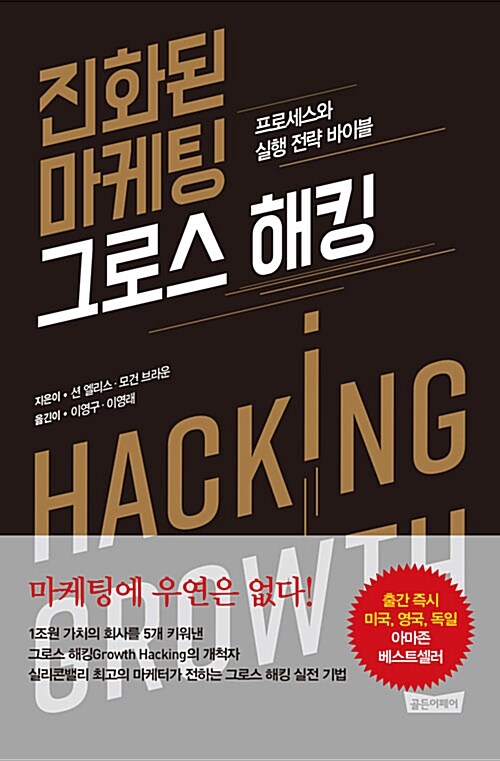 진화된
마케팅
그로스 해킹
프로세스와
실행 전략 바이블
지은이 • 션 엘리스 · 모건 브라운
옮긴이 • 이영구 · 이영래
HACKiNG
GROWTH
마케팅에 우연은 없다!
1조원 가치의 회사를 5개 키워낸
그로스 해킹Growth Hacking의 개척자
실리콘밸리 최고의 마케터가 전하는 그로스 해킹 실전 기법
출간 즉시
미국, 영국, 독일
아마존
베스트셀러
골든어페어